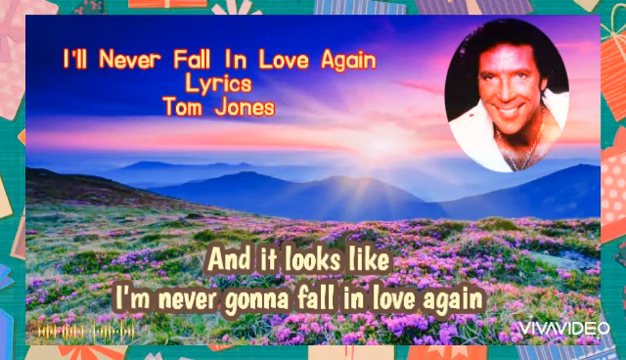 I'll Never Fall In Love Again
Lyrics
Tom Jones
And it looks like
I'm never gonna fall in love again
VIVAVIDEO